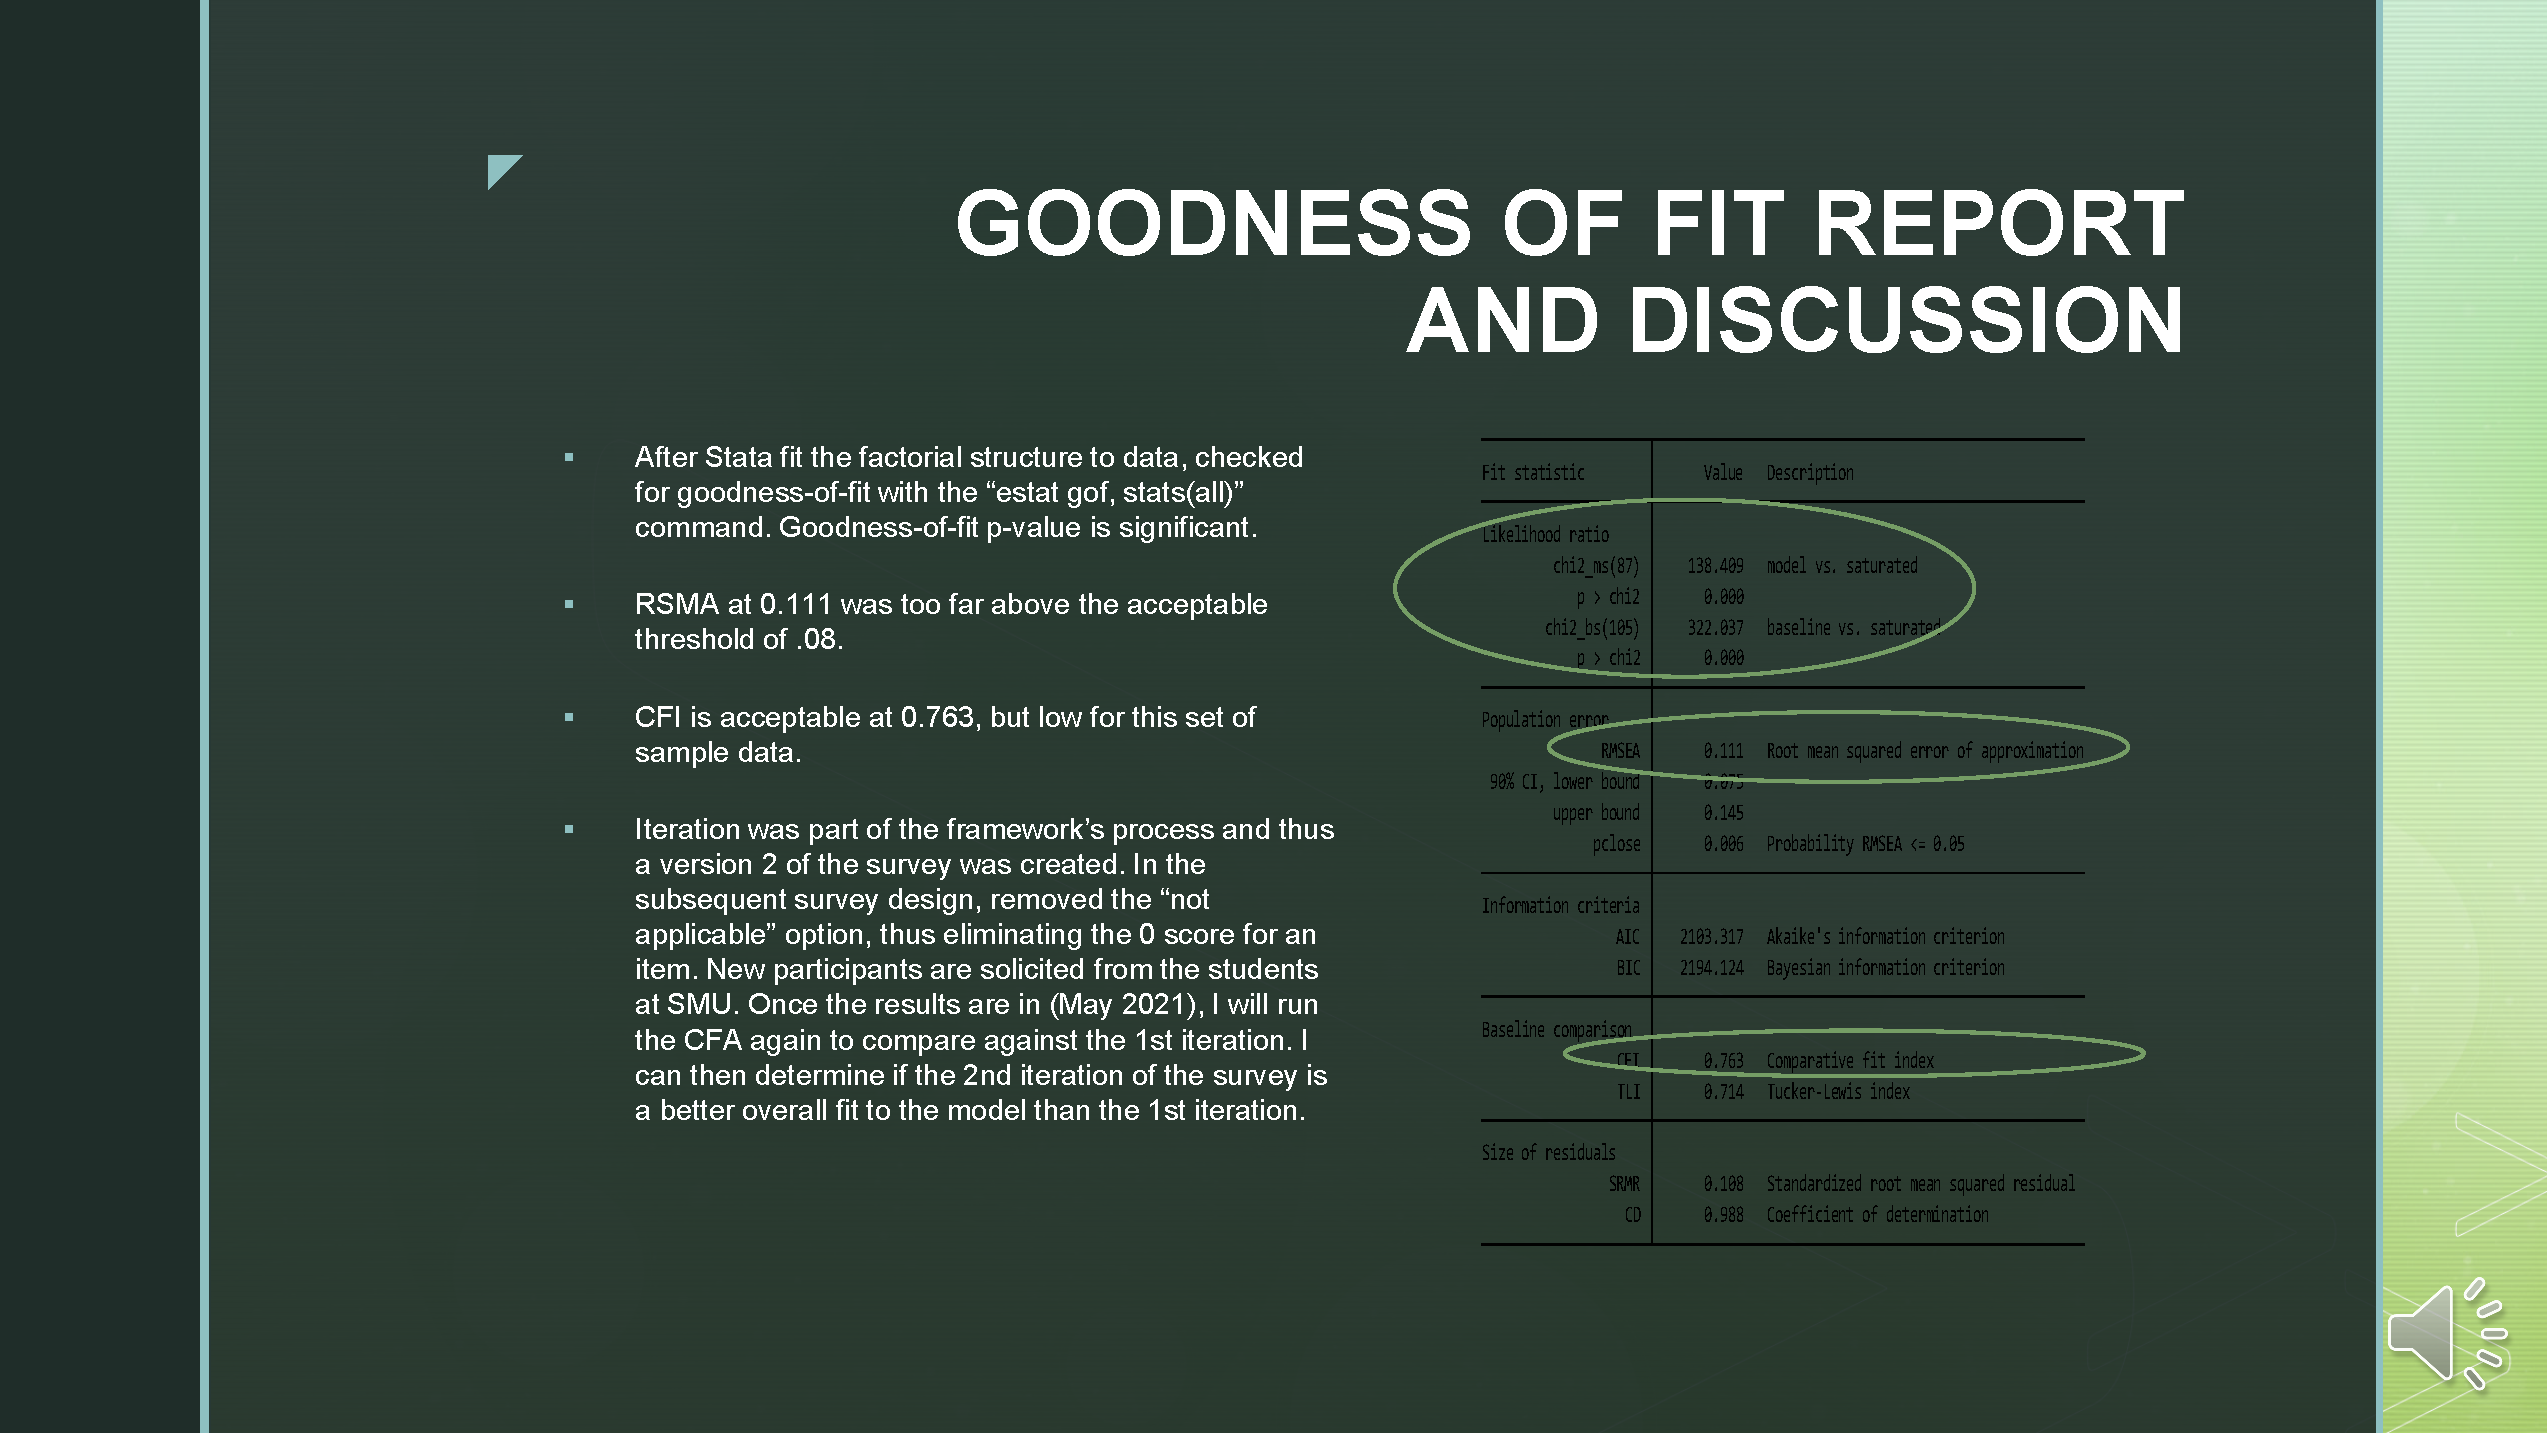 GOODNESS OF FIT REPORT
AND DISCUSSION
▪ After Stata fit the factorial structure to data, checked
for goodness-of-fit with the “estat gof, stats(all)”
command. Goodness-of-fit p-value is significant.
▪ RSMA at 0.111 was too far above the acceptable
threshold of .08.
▪ CFI is acceptable at 0.763, but low for this set of
sample data.
▪ Iteration was part of the framework’s process and thus
a version 2 of the survey was created. In the
subsequent survey design, removed the “not
applicable” option, thus eliminating the 0 score for an
item. New participants are solicited from the students
at SMU. Once the results are in (May 2021), I will run
the CFA again to compare against the 1st iteration. I
can then determine if the 2nd iteration of the survey is
a better overall fit to the model than the 1st iteration.
Fit statistic Value Description
Likelihood ratio
chi2_ms(87) 138.409 model vs. saturated
p > chi2 0.000
chi2_bs(105) 322.037 baseline vs. saturated
p > chi2 0.000
Population error
RMSEA 0.111 Root mean squared error of approximation
90% CI, lower bound 0.075
upper bound 0.145
pclose 0.006 Probability RMSEA <= 0.05
Information criteria
AIC 2103.317 Akaike's information criterion
BIC 2194.124 Bayesian information criterion
Baseline comparison
CFI 0.763 Comparative fit index
TLI 0.714 Tucker-Lewis index
Size of residuals
SRMR 0.108 Standardized root mean squared residual
CD 0.988 Coefficient of determination